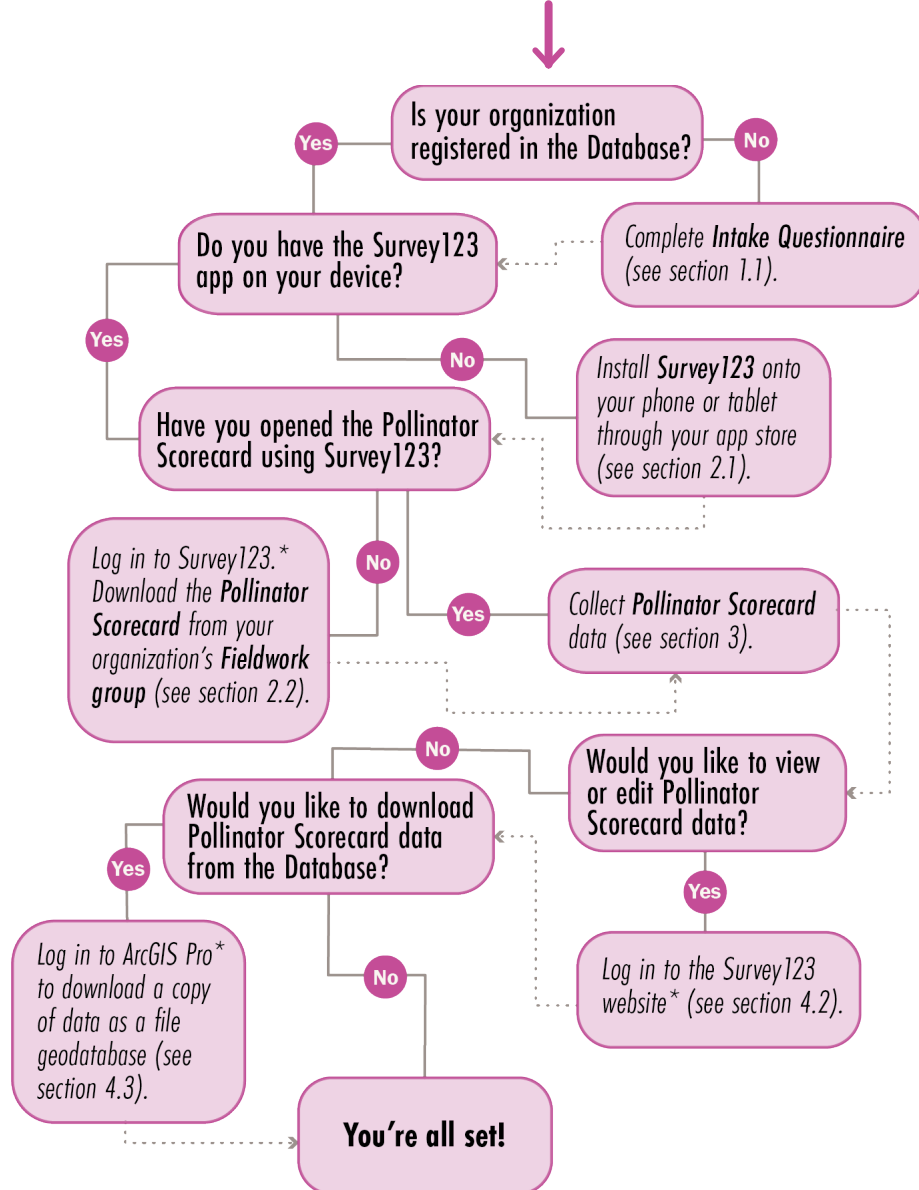 Is your organization
registered in the Database?
Yes
No
Complete Intake Questionnaire
(see section 1.1).
Do you have the Survey123
app on your device?
Yes
No
Install Survey123 onto
your phone or tablet
through your app store
(see section 2.1).
Have you opened the Pollinator
Scorecard using Survey123?
No
Log in to Survey123.*
Download the Pollinator
Scorecard from your
organization's Fieldwork
group (see section 2.2).
Yes
Collect Pollinator Scorecard
data (see section 3).
Would you like to view
or edit Pollinator
Scorecard data?
No
Yes
Log in to the Survey123
website* (see section 4.2).
Would you like to download
Pollinator Scorecard data
from the Database?
Yes
Log in to ArcGIS Pro*
to download a copy
of data as a file
geodatabase (see
section 4.3).
No
You're all set!